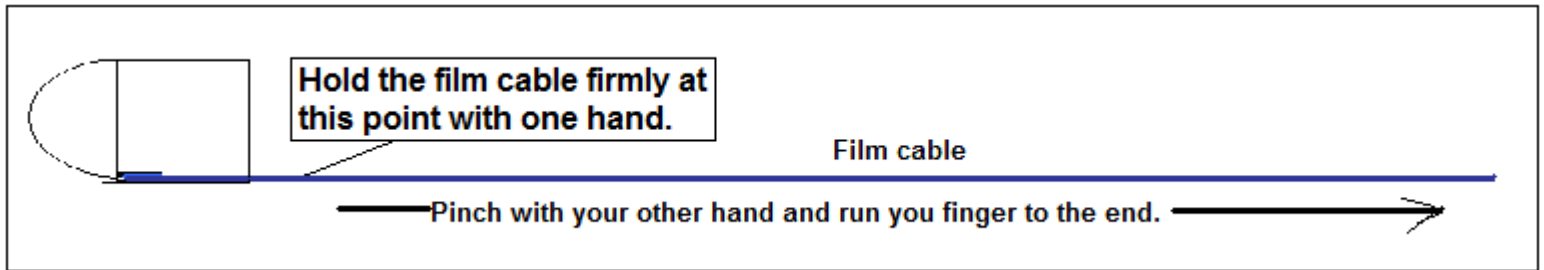 Hold the film cable firmly at
this point with one hand.
Film cable
Pinch with your other hand and run you finger to the end.